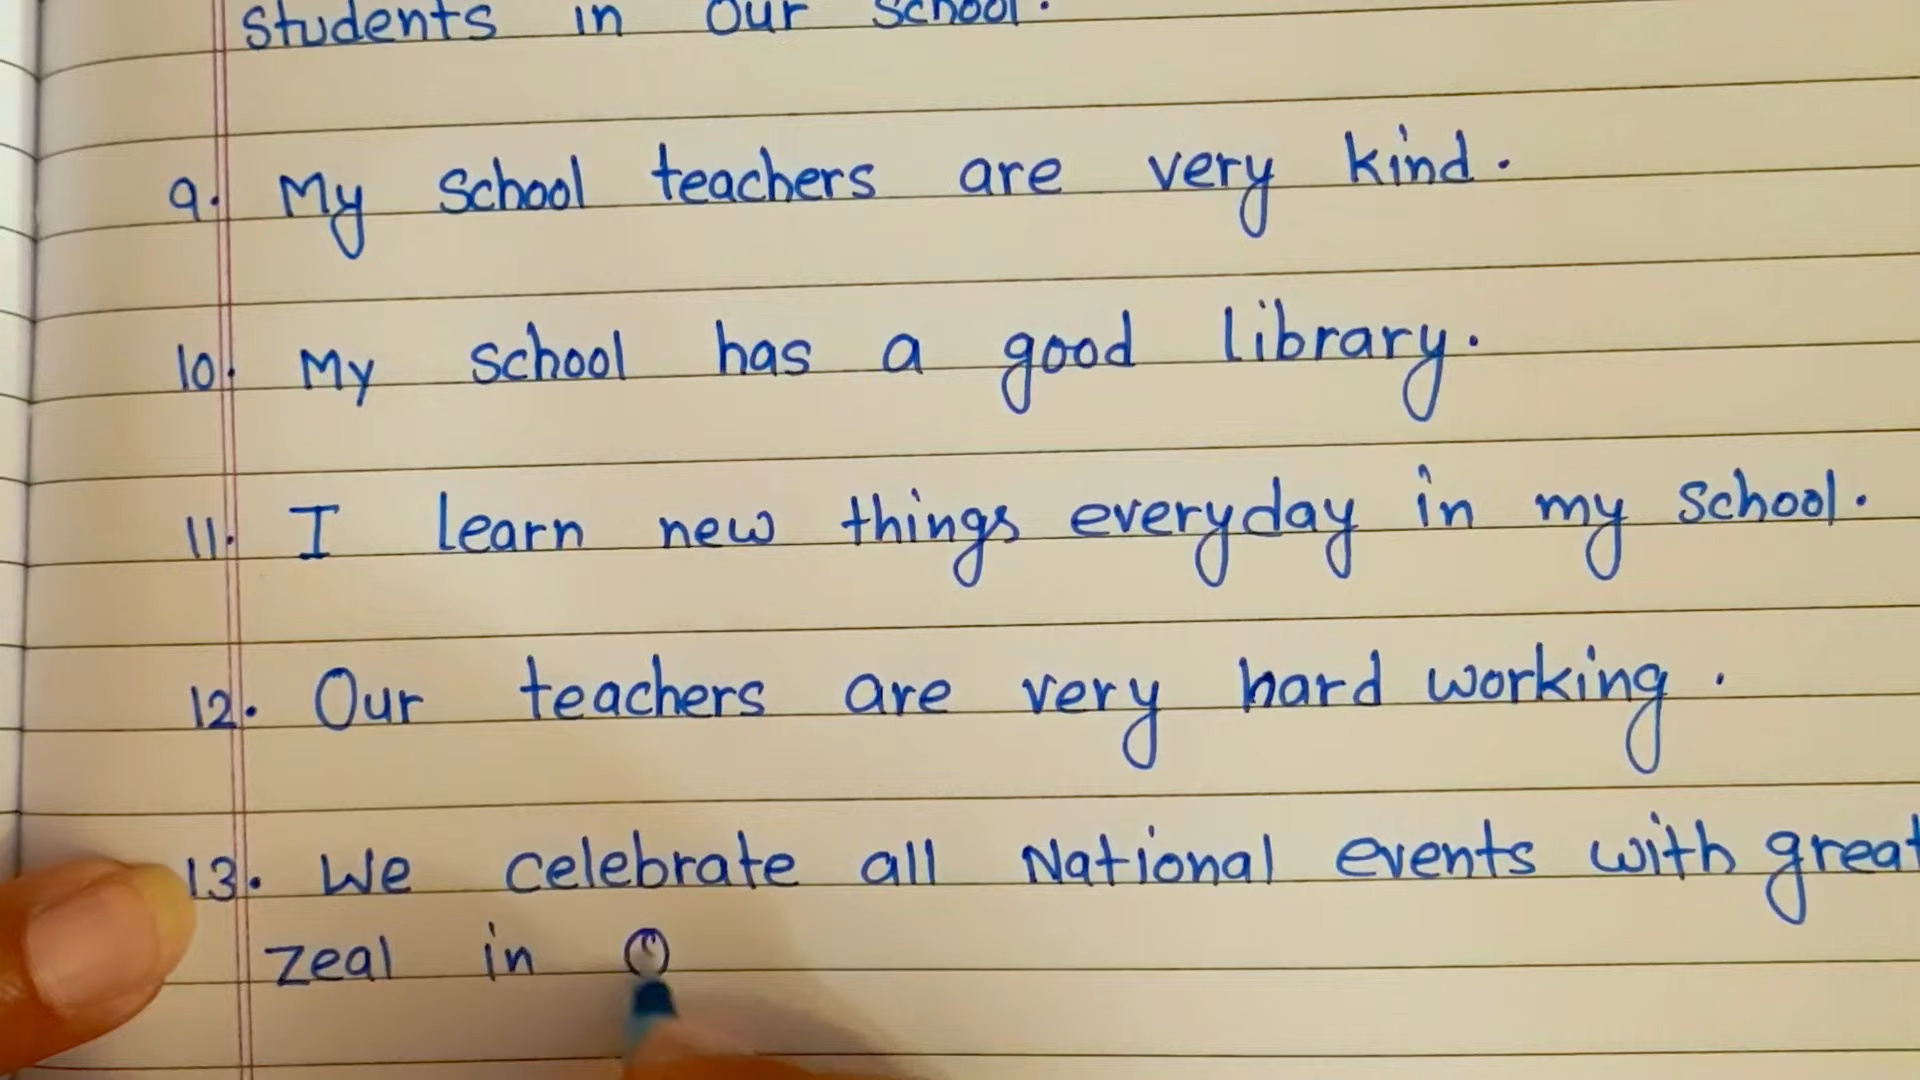 students in our school.
9. My school teachers are very kind.
10. My school has a good library.
11. I learn new things everyday in my school.
12. Our teachers are very hard working.
13. We celebrate all National events with great
zeal in